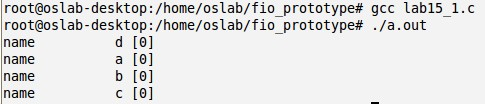 root@oslab-desktop:/home/oslab/fio_prototype# gcc lab15_1.c
root@oslab-desktop:/home/oslab/fio_prototype# ./a.out
name          d [0]
name          a [0]
name          b [0]
name          c [0]